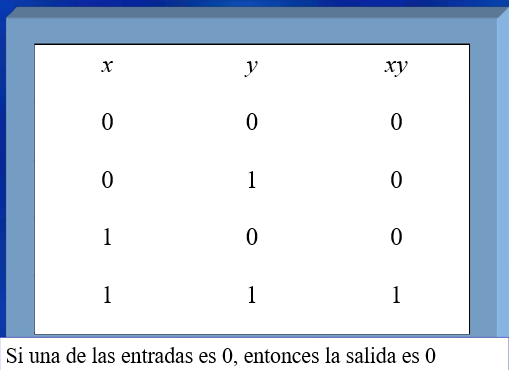 x y xy
0 0 0
0 1 0
1 0 0
1 1 1
Si una de las entradas es 0, entonces la salida es 0